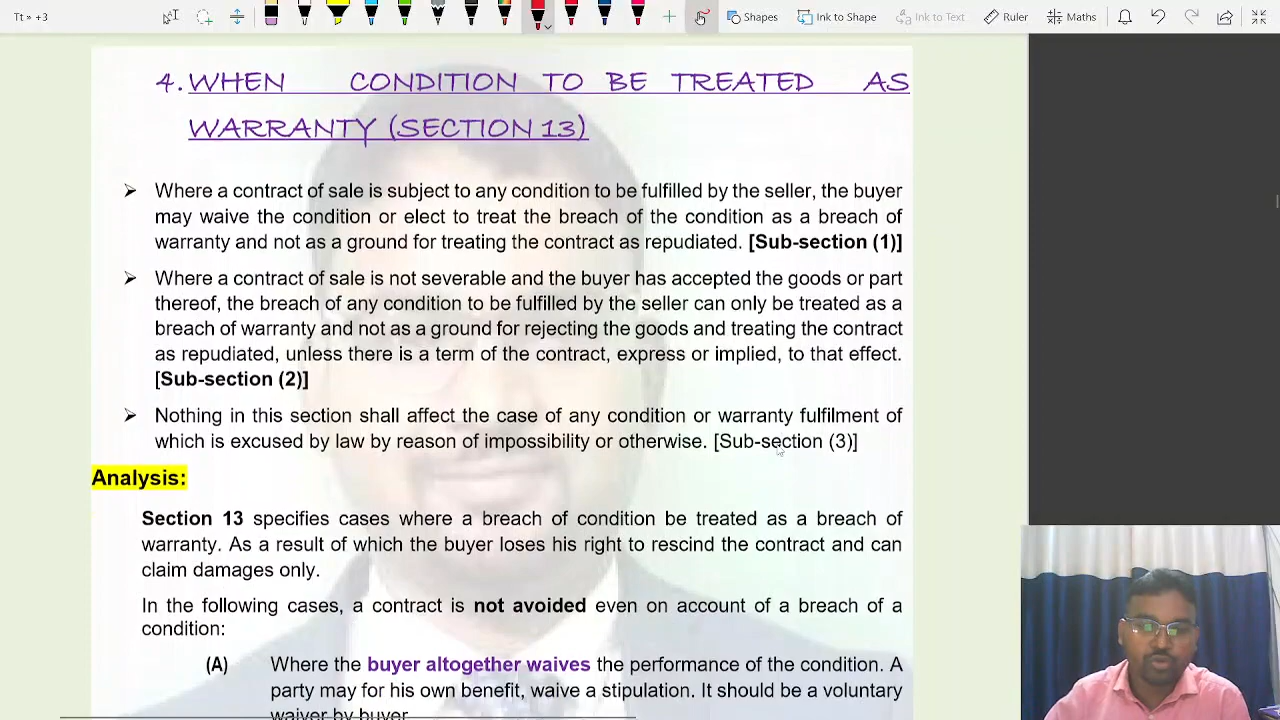 Shapes
Ink to Shape
Ink to Text
Ruler
Maths
4. WHEN CONDITION TO BE TREATED AS
WARRANTY (SECTION 13)
➢ Where a contract of sale is subject to any condition to be fulfilled by the seller, the buyer
may waive the condition or elect to treat the breach of the condition as a breach of
warranty and not as a ground for treating the contract as repudiated. [Sub-section (1)]
➢ Where a contract of sale is not severable and the buyer has accepted the goods or part
thereof, the breach of any condition to be fulfilled by the seller can only be treated as a
breach of warranty and not as a ground for rejecting the goods and treating the contract
as repudiated, unless there is a term of the contract, express or implied, to that effect.
[Sub-section (2)]
➢ Nothing in this section shall affect the case of any condition or warranty fulfilment of
which is excused by law by reason of impossibility or otherwise. [Sub-section (3)]
Analysis:
Section 13 specifies cases where a breach of condition be treated as a breach of
warranty. As a result of which the buyer loses his right to rescind the contract and can
claim damages only.
In the following cases, a contract is not avoided even on account of a breach of a
condition:
(A) Where the buyer altogether waives the performance of the condition. A
party may for his own benefit, waive a stipulation. It should be a voluntary
waiver by buyer.